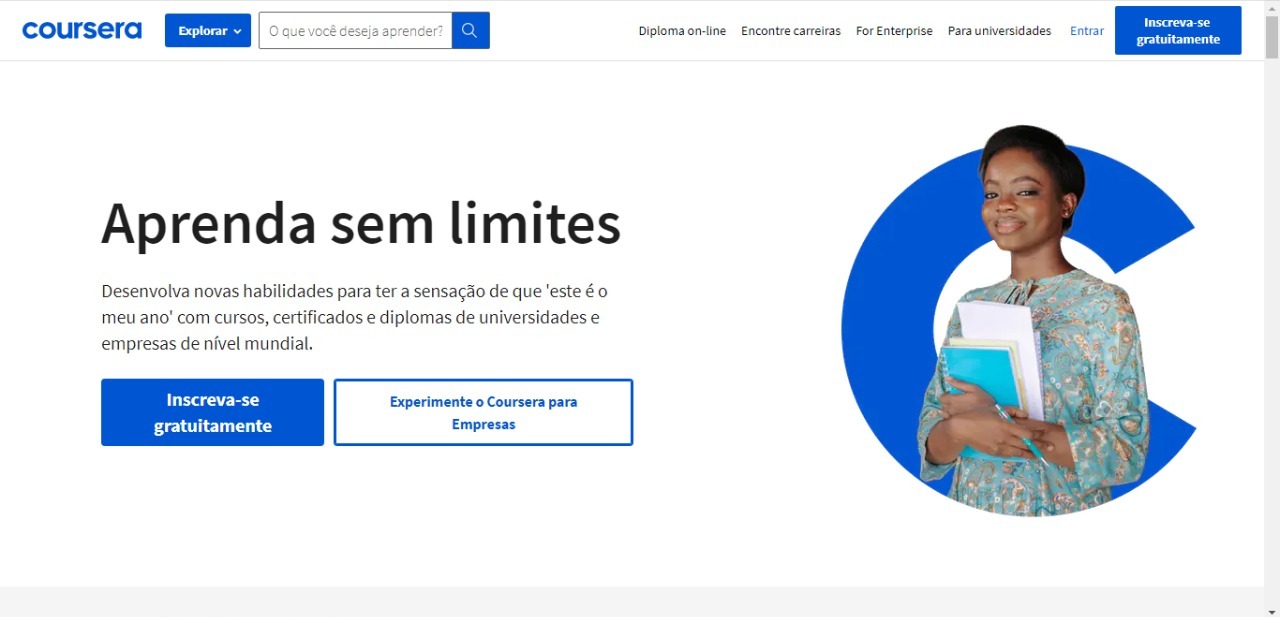 coursera
Explorar
O que você deseja aprender?
Diploma on-line
Encontre carreiras
For Enterprise
Para universidades
Entrar
Inscreva-se
gratuitamente
Aprenda sem limites
Desenvolva novas habilidades para ter a sensação de que 'este é o
meu ano' com cursos, certificados e diplomas de universidades e
empresas de nível mundial.
Inscreva-se
gratuitamente
Experimente o Coursera para
Empresas